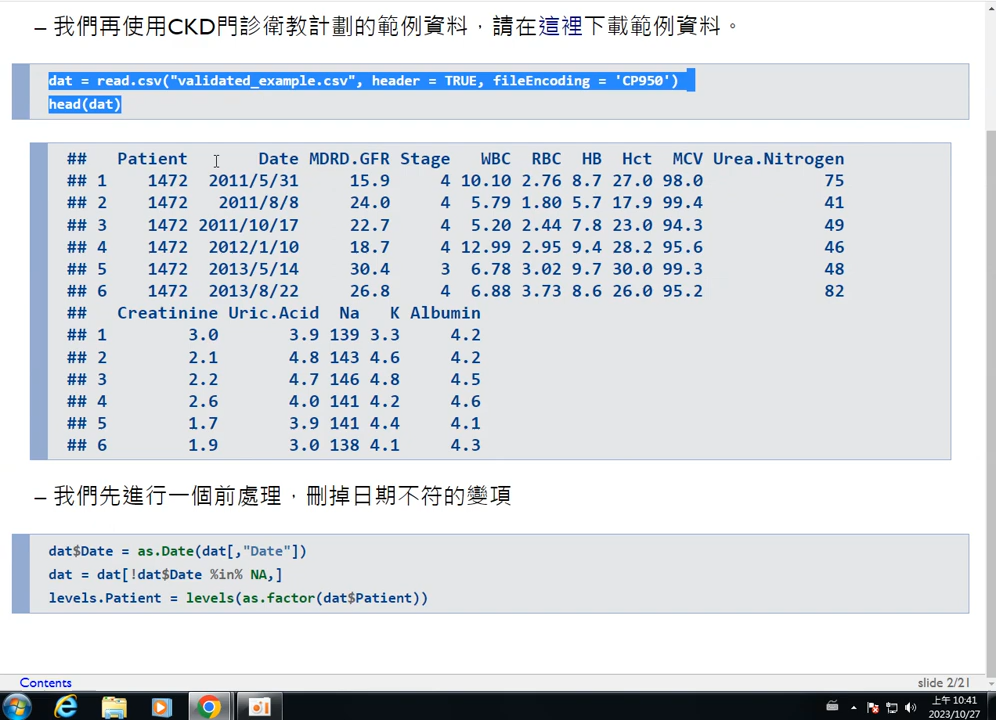 – 我們再使用CKD門診衛教計劃的範例資料，請在這裡下載範例資料。
dat = read.csv("validated_example.csv", header = TRUE, fileEncoding = 'CP950')
head(dat)
## Patient Date MDRD.GFR Stage WBC RBC HB Hct MCV Urea.Nitrogen
## 1 1472 2011/5/31 15.9 4 10.10 2.76 8.7 27.0 98.0 75
## 2 1472 2011/8/8 24.0 4 5.79 1.80 5.7 17.9 99.4 41
## 3 1472 2011/10/17 22.7 4 5.20 2.44 7.8 23.0 94.3 49
## 4 1472 2012/1/10 18.7 4 12.99 2.95 9.4 28.2 95.6 46
## 5 1472 2013/5/14 30.4 3 6.78 3.02 9.7 30.0 99.3 48
## 6 1472 2013/8/22 26.8 4 6.88 3.73 8.6 26.0 95.2 82
## Creatinine Uric.Acid Na K Albumin
## 1 3.0 3.9 139 3.3 4.2
## 2 2.1 4.8 143 4.6 4.2
## 3 2.2 4.7 146 4.8 4.5
## 4 2.6 4.0 141 4.2 4.6
## 5 1.7 3.9 141 4.4 4.1
## 6 1.9 3.0 138 4.1 4.3
– 我們先進行一個前處理，刪掉日期不符的變項
dat$Date = as.Date(dat[,"Date"])
dat = dat[!dat$Date %in% NA,]
levels.Patient = levels(as.factor(dat$Patient))
Contents
slide 2/21
上午 10:41
2023/10/27